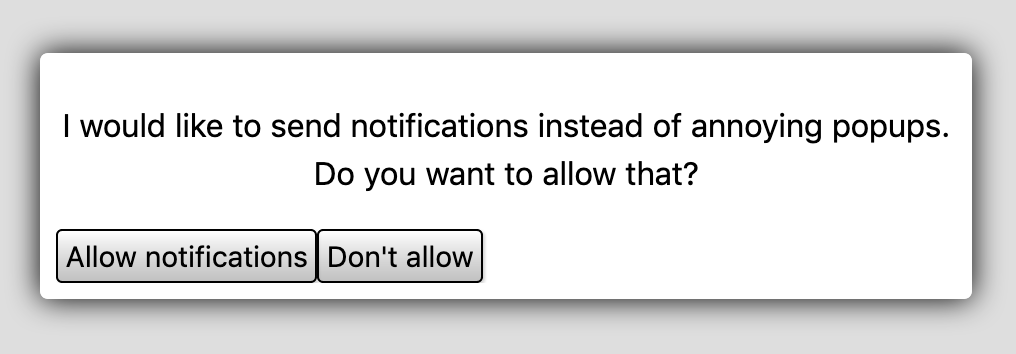 I would like to send notifications instead of annoying popups.
Do you want to allow that?
Allow notifications Don't allow